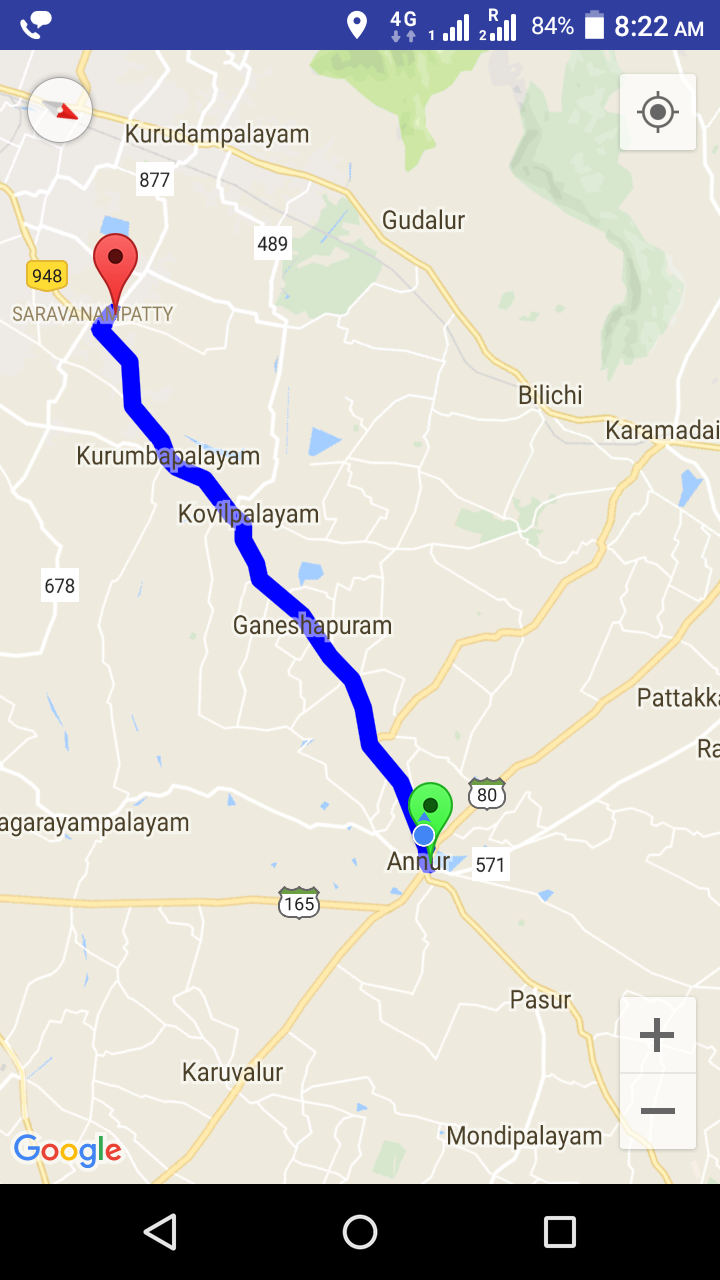 4G
1
R
2
84%
8:22 AM
Kurudampalayam
877
Gudalur
489
948
SARAVANAMPATTY
Bilichi
Karamadai
Kurumbapalayam
Kovilpalayam
678
Ganeshapuram
Pattakka
Ra
80
agarayampalayam
Annur
571
165
Pasur
Karuvalur
Mondipalayam
Google